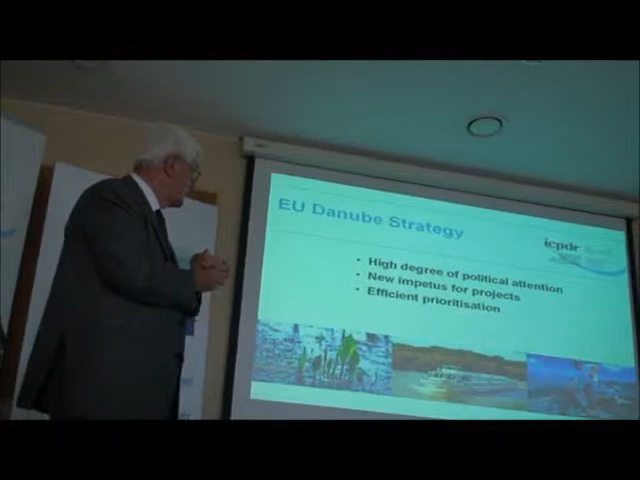 EU Danube Strategy
icpdr
• High degree of political attention
• New impetus for projects
• Efficient prioritisation